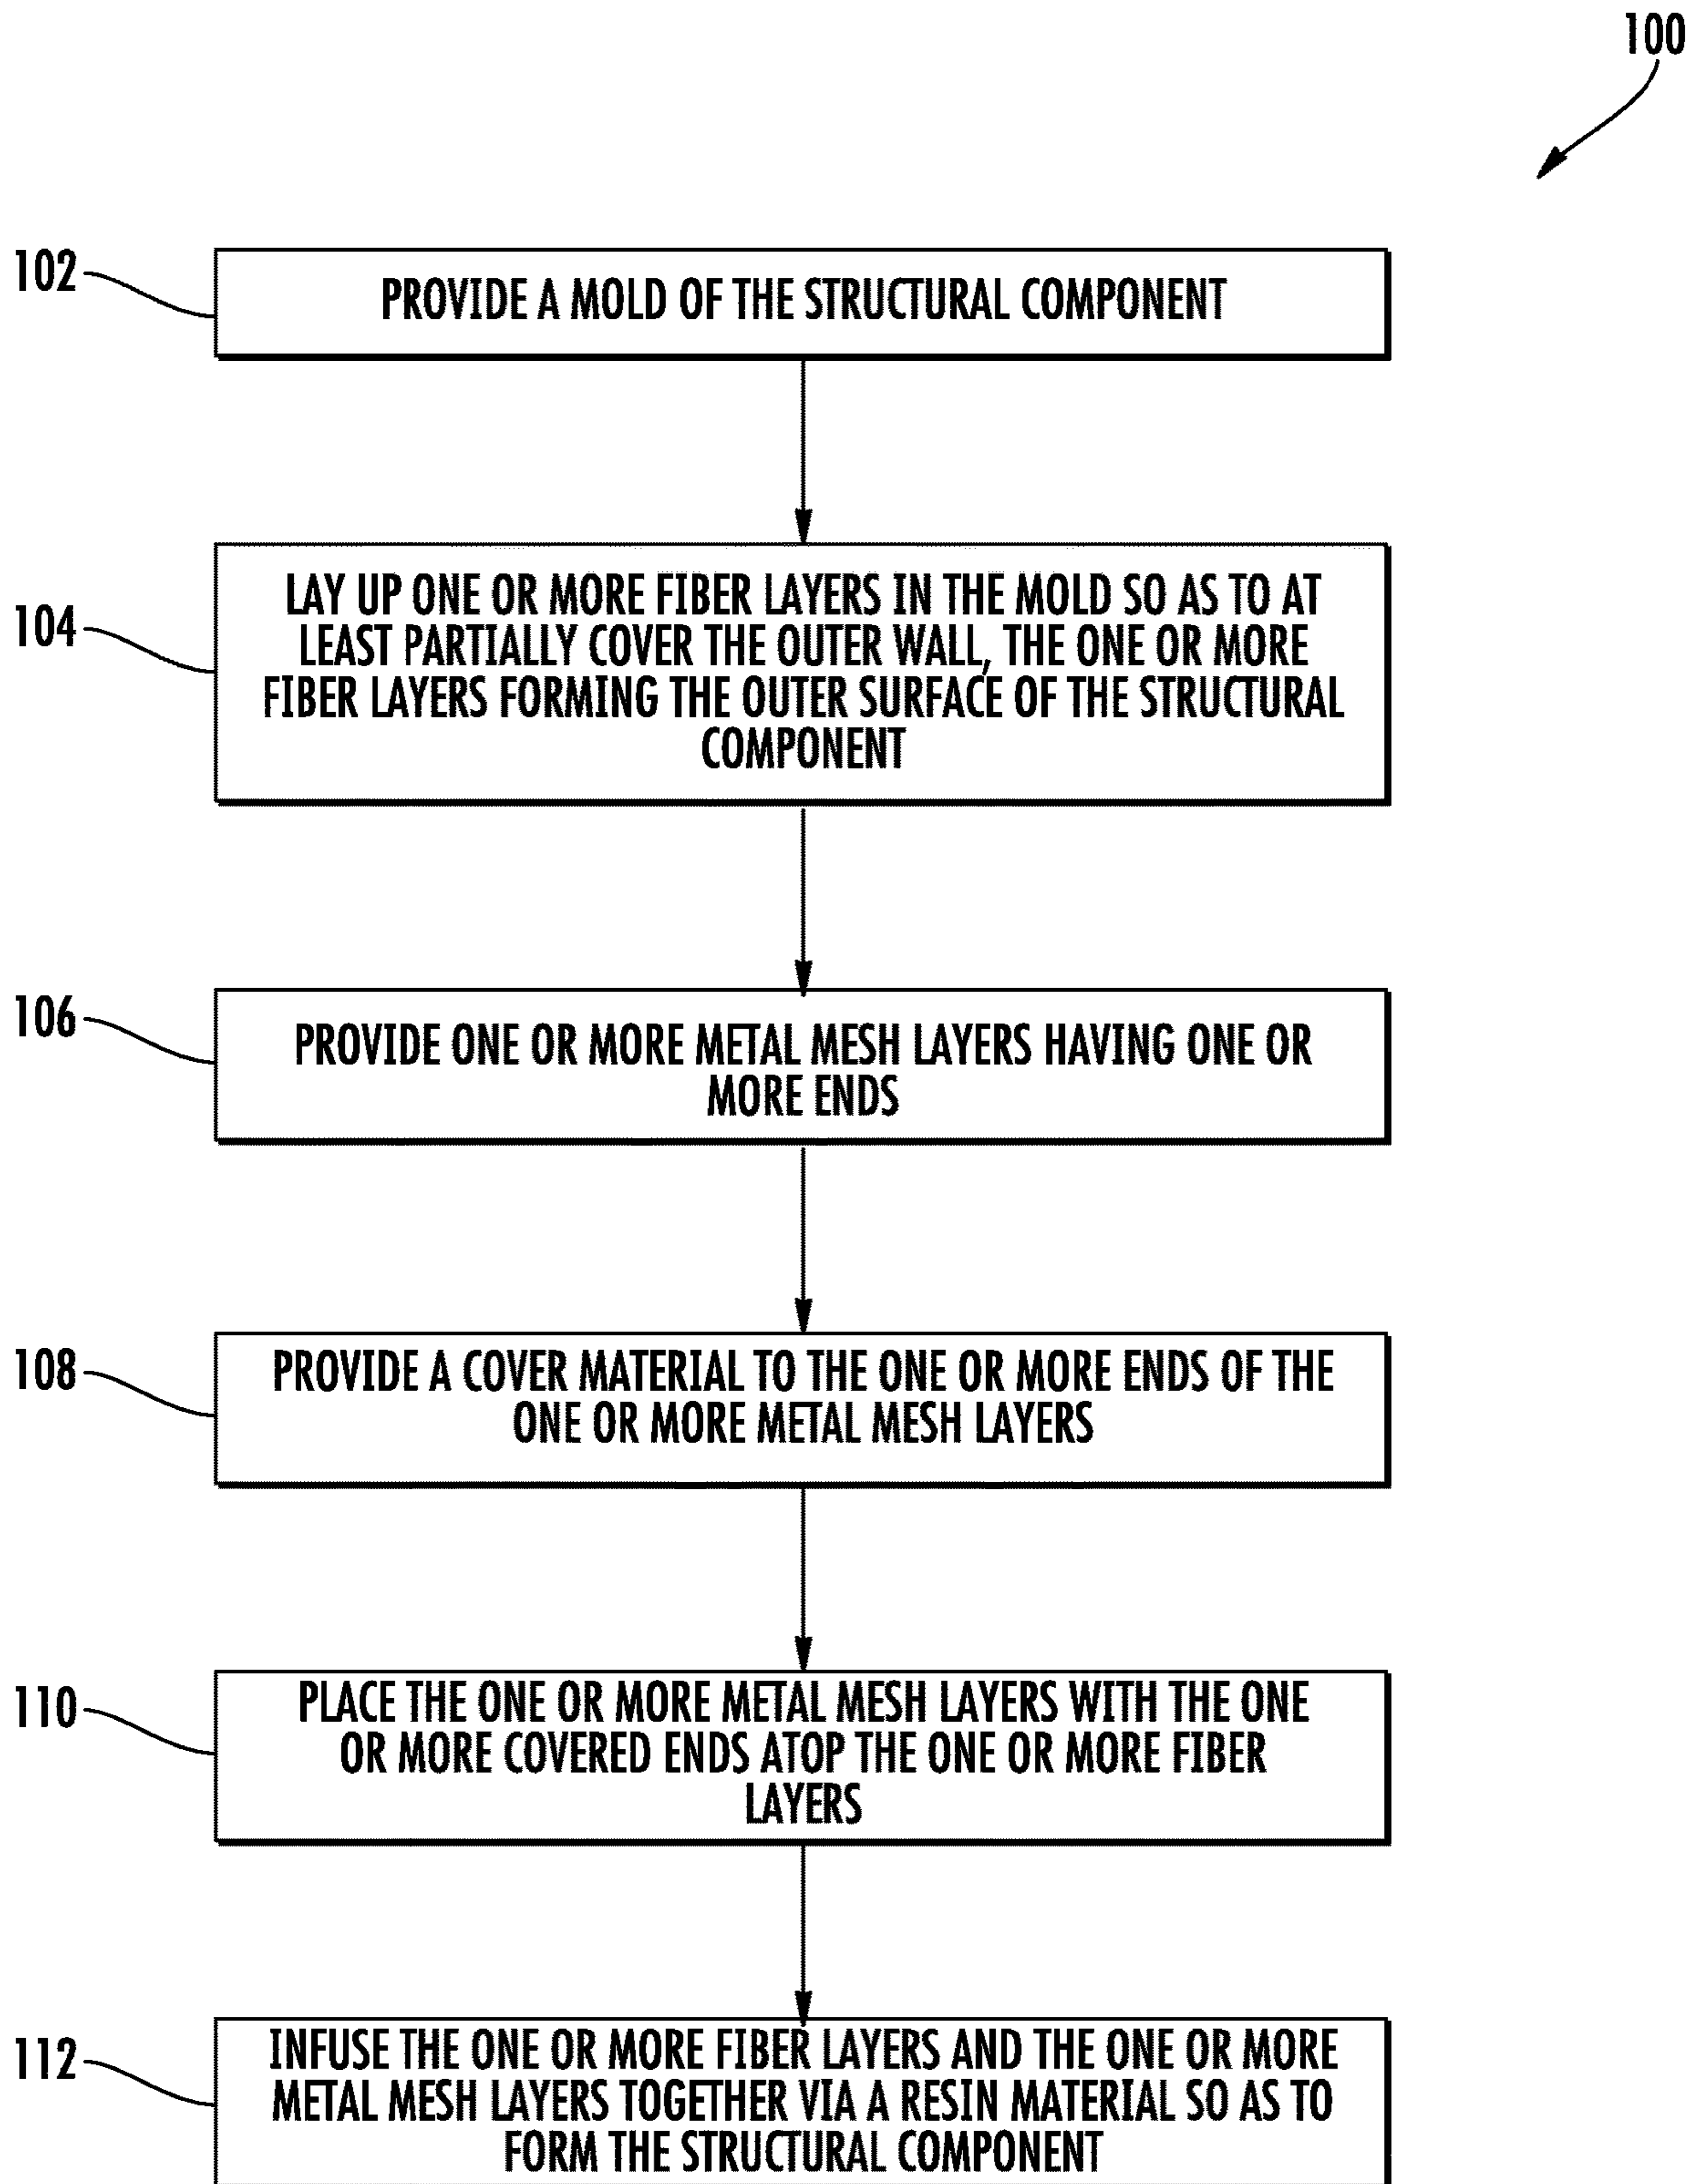 100
102
PROVIDE A MOLD OF THE STRUCTURAL COMPONENT
104
LAY UP ONE OR MORE FIBER LAYERS IN THE MOLD SO AS TO AT
LEAST PARTIALLY COVER THE OUTER WALL, THE ONE OR MORE
FIBER LAYERS FORMING THE OUTER SURFACE OF THE STRUCTURAL
COMPONENT
106
PROVIDE ONE OR MORE METAL MESH LAYERS HAVING ONE OR
MORE ENDS
108
PROVIDE A COVER MATERIAL TO THE ONE OR MORE ENDS OF THE
ONE OR MORE METAL MESH LAYERS
110
PLACE THE ONE OR MORE METAL MESH LAYERS WITH THE ONE
OR MORE COVERED ENDS ATOP THE ONE OR MORE FIBER
LAYERS
112
INFUSE THE ONE OR MORE FIBER LAYERS AND THE ONE OR MORE
METAL MESH LAYERS TOGETHER VIA A RESIN MATERIAL SO AS TO
FORM THE STRUCTURAL COMPONENT